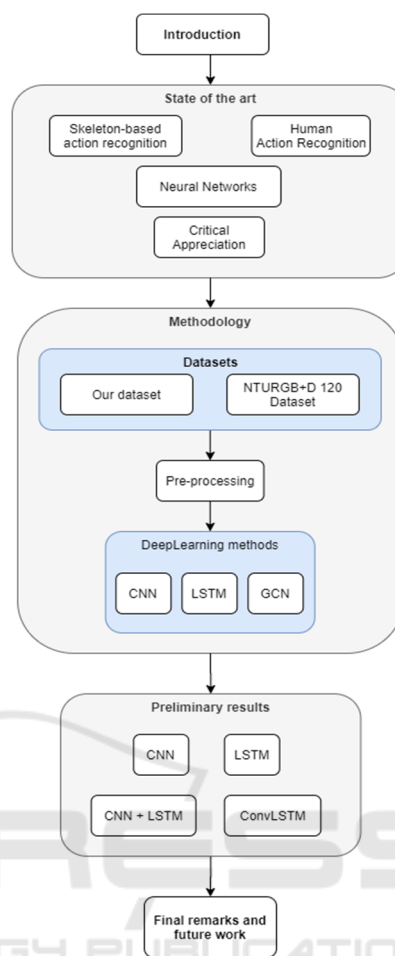 Introduction
State of the art
Skeleton-based
action recognition
Human
Action Recognition
Neural Networks
Critical
Appreciation
Methodology
Datasets
Our dataset
NTURGB+D 120
Dataset
Pre-processing
DeepLearning methods
CNN
LSTM
GCN
Preliminary results
CNN
LSTM
CNN + LSTM
ConvLSTM
Final remarks and
future work